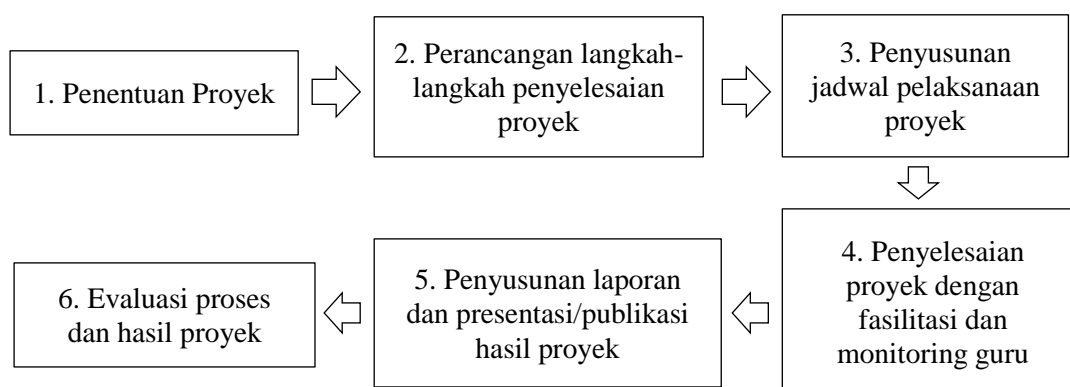 1. Penentuan Proyek
2. Perancangan langkah-
langkah penyelesaian
proyek
3. Penyusunan
jadwal pelaksanaan
proyek
4. Penyelesaian
proyek dengan
fasilitasi dan
monitoring guru
5. Penyusunan laporan
dan presentasi/publikasi
hasil proyek
6. Evaluasi proses
dan hasil proyek